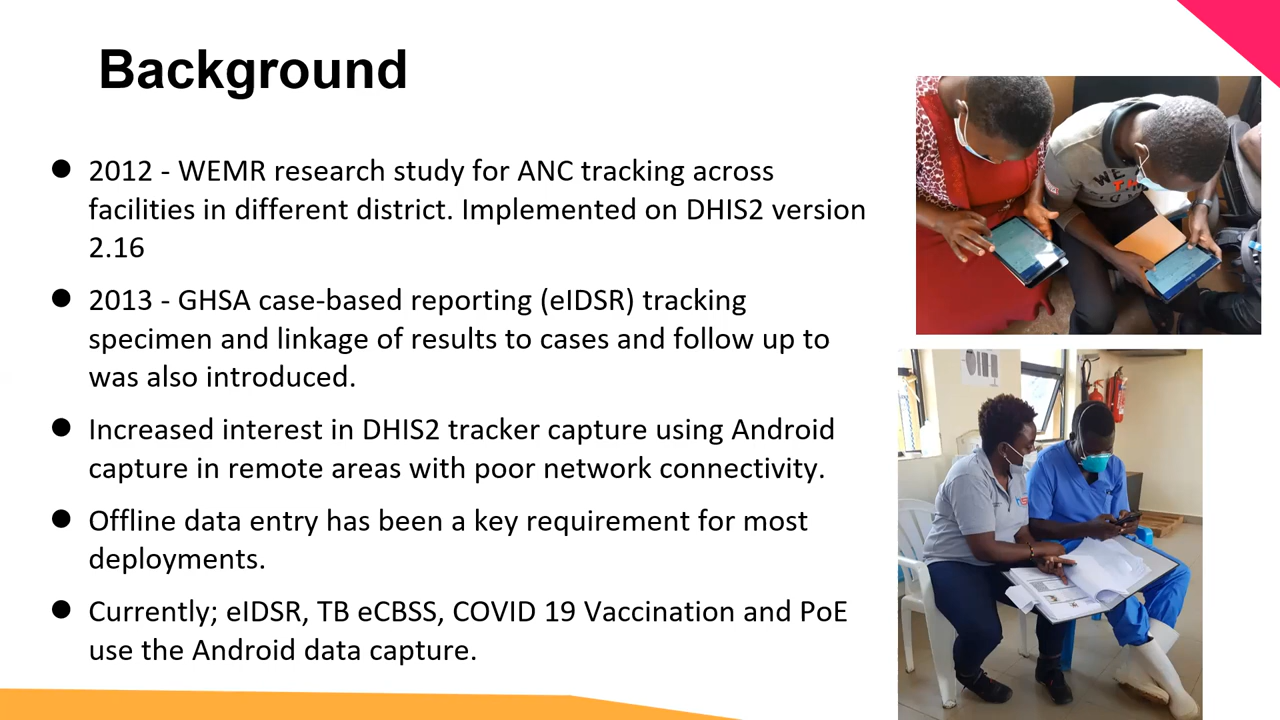 Background
● 2012 - WEMR research study for ANC tracking across
facilities in different district. Implemented on DHIS2 version
2.16
● 2013 - GHSA case-based reporting (eIDSR) tracking
specimen and linkage of results to cases and follow up to
was also introduced.
● Increased interest in DHIS2 tracker capture using Android
capture in remote areas with poor network connectivity.
● Offline data entry has been a key requirement for most
deployments.
● Currently; eIDSR, TB eCBSS, COVID 19 Vaccination and PoE
use the Android data capture.
WE